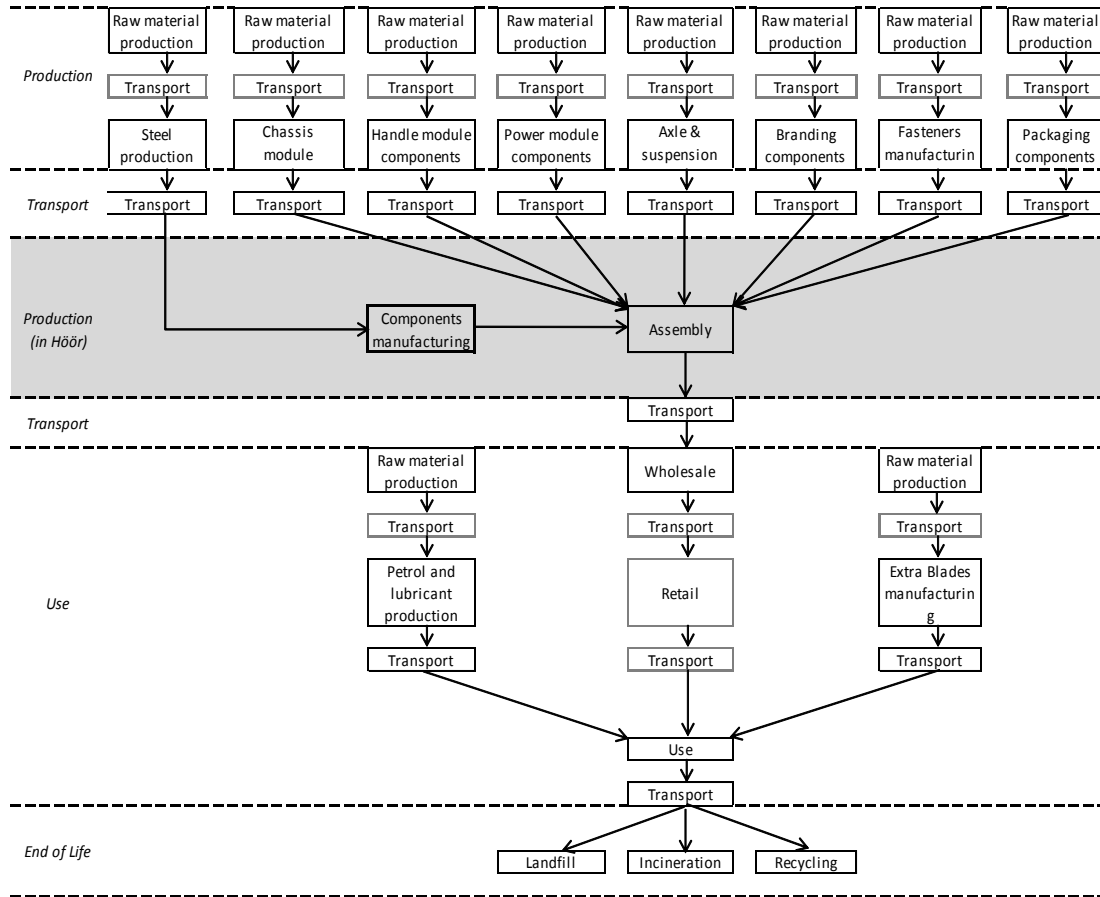 Raw material Raw material Raw material Raw material Raw material Raw material Raw material Raw material
production production production production production production production production
Production
Transport Transport Transport Transport Transport Transport Transport Transport
Steel Chassis Handle module Power module Axle & Branding Fasteners Packaging
production module components components suspension components manufacturin components
Transport
Transport Transport Transport Transport Transport Transport Transport Transport
Production
(in Höör)
Components
manufacturing
Assembly
Transport
Transport
Raw material Wholesale Raw material
production production
Transport Transport Transport
Use
Petrol and Retail Extra Blades
lubricant manufacturin
production g
Transport Transport Transport
Use
Transport
End of Life
Landfill Incineration Recycling